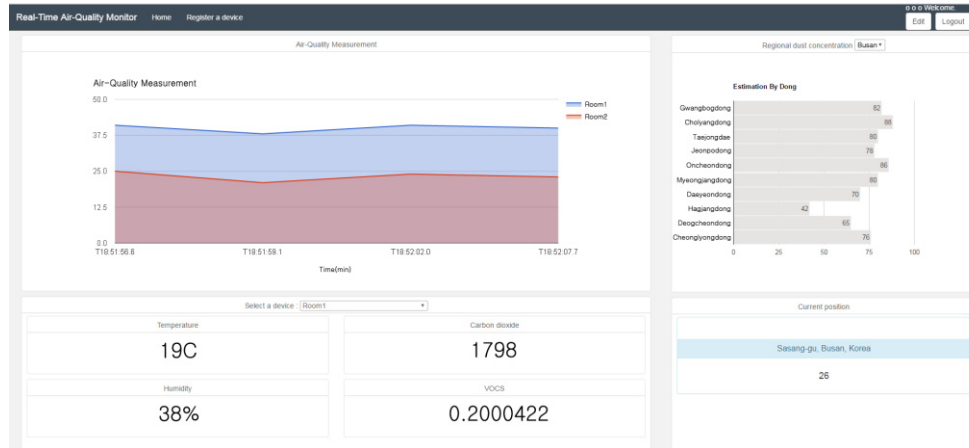 Real-Time Air-Quality Monitor Home Register a device
o o o Welcome.
Edit Logout
Air-Quality Measurement
Air-Quality Measurement
50.0
37.5
25.0
12.5
0.0
Room1
Room2
T18:51:56.6 T18:51:59.1 T18:52:02.0 T18:52:07.7
Time(min)
Regional dust concentration Busan
Estimation By Dong
Gwangbogdong 82
Cholyangdong 88
Taejongdae 80
Jeonpodong 78
Oncheondong 86
Myeongjangdong 80
Daeyeondong 70
Hagjangdong 42
Deogcheondong 65
Cheonglyongdong 76
0 25 50 75 100
Select a device : Room1
Temperature
19C
Carbon dioxide
1798
Humidity
38%
VOCS
0.2000422
Current position
Sasang-gu, Busan, Korea
26